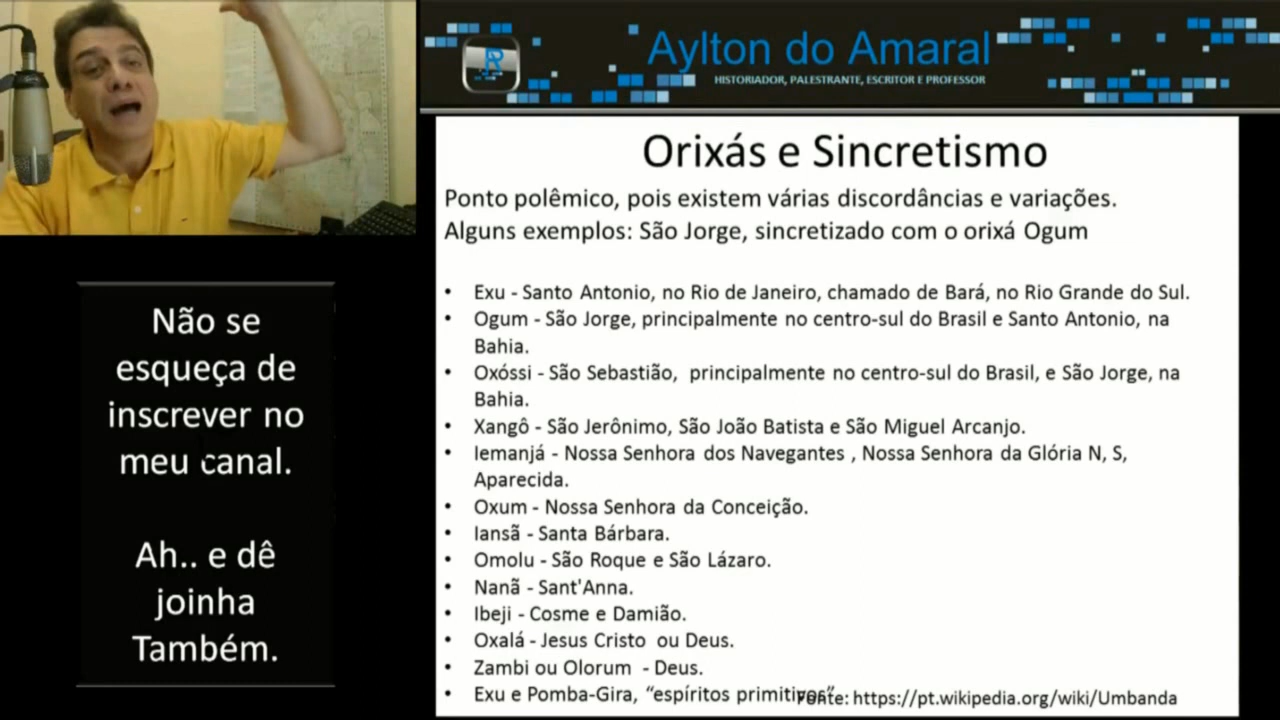 Aylton do Amaral
HISTORIADOR, PALESTRANTE, ESCRITOR E PROFESSOR
Orixás e Sincretismo
Ponto polêmico, pois existem várias discordâncias e variações.
Alguns exemplos: São Jorge, sincretizado com o orixá Ogum
• Exu - Santo Antonio, no Rio de Janeiro, chamado de Bará, no Rio Grande do Sul.
• Ogum - São Jorge, principalmente no centro-sul do Brasil e Santo Antonio, na
Bahia.
• Oxóssi - São Sebastião, principalmente no centro-sul do Brasil, e São Jorge, na
Bahia.
• Xangô - São Jerônimo, São João Batista e São Miguel Arcanjo.
• Iemanjá - Nossa Senhora dos Navegantes , Nossa Senhora da Glória N, S,
Aparecida.
• Oxum - Nossa Senhora da Conceição.
• Iansã - Santa Bárbara.
• Omolu - São Roque e São Lázaro.
• Nanã - Sant'Anna.
• Ibeji - Cosme e Damião.
• Oxalá - Jesus Cristo ou Deus.
• Zambi ou Olorum - Deus.
• Exu e Pomba-Gira, “espíritos primitivos”.
Fonte: https://pt.wikipedia.org/wiki/Umbanda
Não se
esqueça de
inscrever no
meu canal.
Ah.. e dê
joinha
Também.